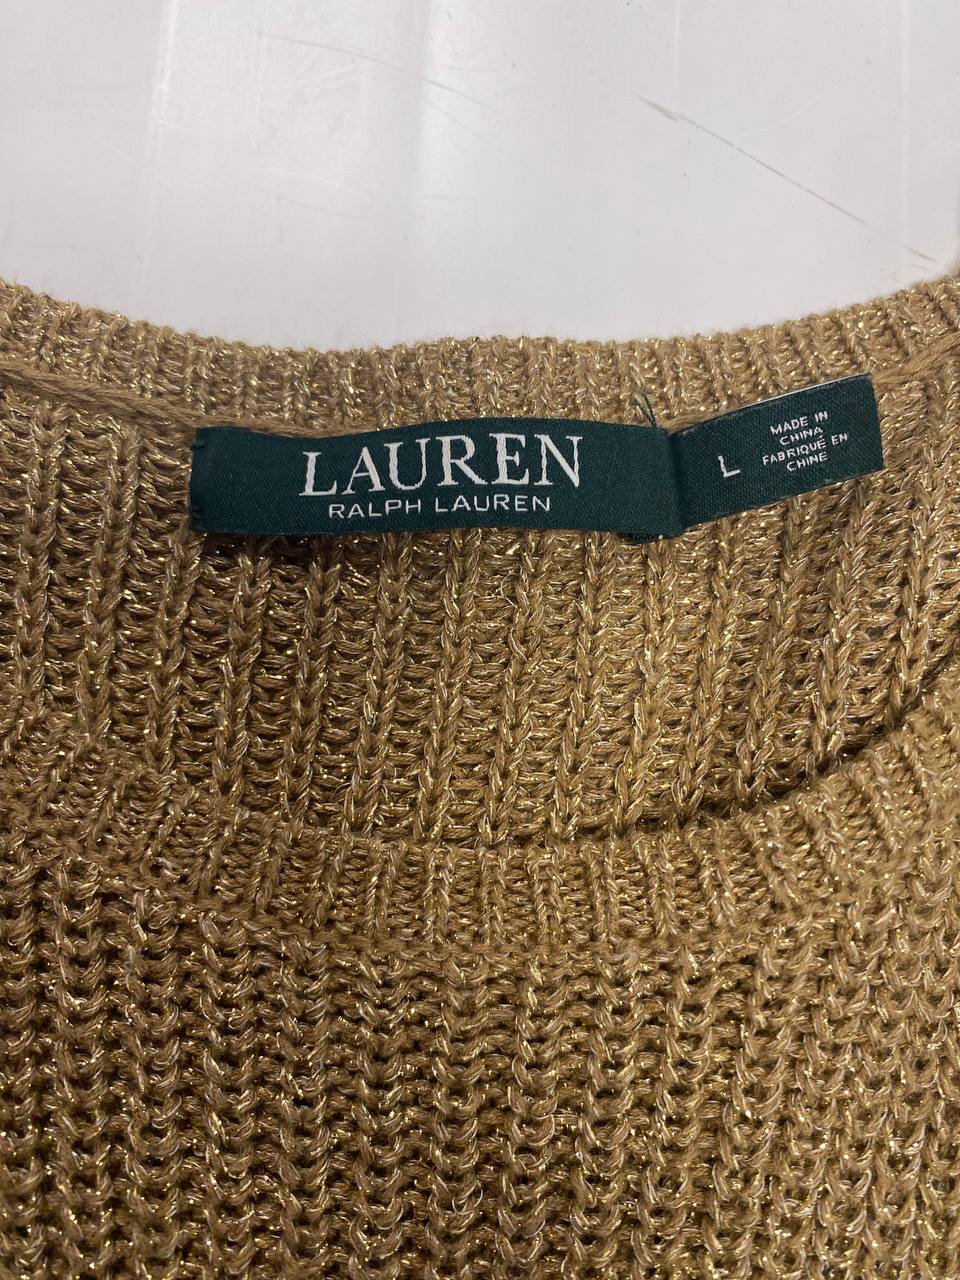 LAUREN
RALPH LAUREN
L
MADE IN
CHINA
FABRIQUÉ EN
CHINE